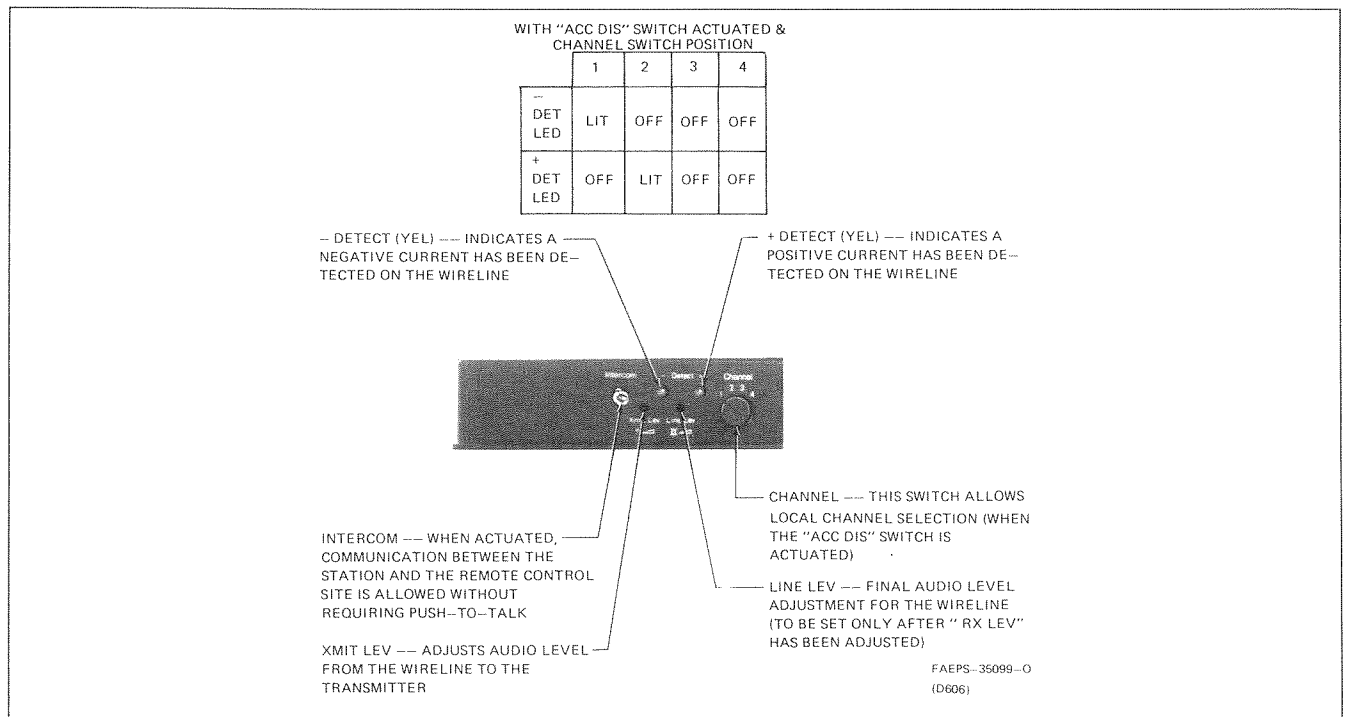 WITH "ACC DIS" SWITCH ACTUATED &
CHANNEL SWITCH POSITION
1 2 3 4
– DET LED LIT OFF OFF OFF
+ DET LED OFF LIT OFF OFF
– DETECT (YEL) –– INDICATES A
NEGATIVE CURRENT HAS BEEN DE–
TECTED ON THE WIRELINE
+ DETECT (YEL) –– INDICATES A
POSITIVE CURRENT HAS BEEN DE–
TECTED ON THE WIRELINE
Intercom – Detect + Channel
1 2 3 4
Xmit Lev Line Lev
CHANNEL –– THIS SWITCH ALLOWS
LOCAL CHANNEL SELECTION (WHEN
THE "ACC DIS" SWITCH IS
ACTUATED)
INTERCOM –– WHEN ACTUATED,
COMMUNICATION BETWEEN THE
STATION AND THE REMOTE CONTROL
SITE IS ALLOWED WITHOUT
REQUIRING PUSH–TO–TALK
LINE LEV –– FINAL AUDIO LEVEL
ADJUSTMENT FOR THE WIRELINE
(TO BE SET ONLY AFTER " RX LEV"
HAS BEEN ADJUSTED)
XMIT LEV –– ADJUSTS AUDIO LEVEL
FROM THE WIRELINE TO THE
TRANSMITTER
FAEPS–35099–O
(D606)